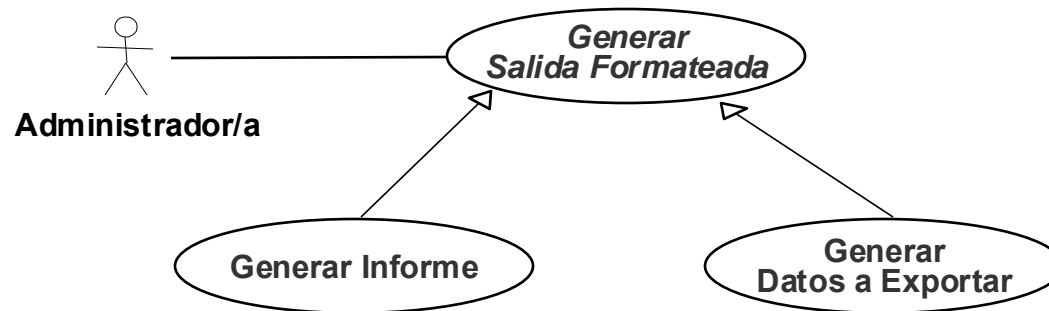 Generar
Salida Formateada
Administrador/a
Generar Informe
Generar
Datos a Exportar